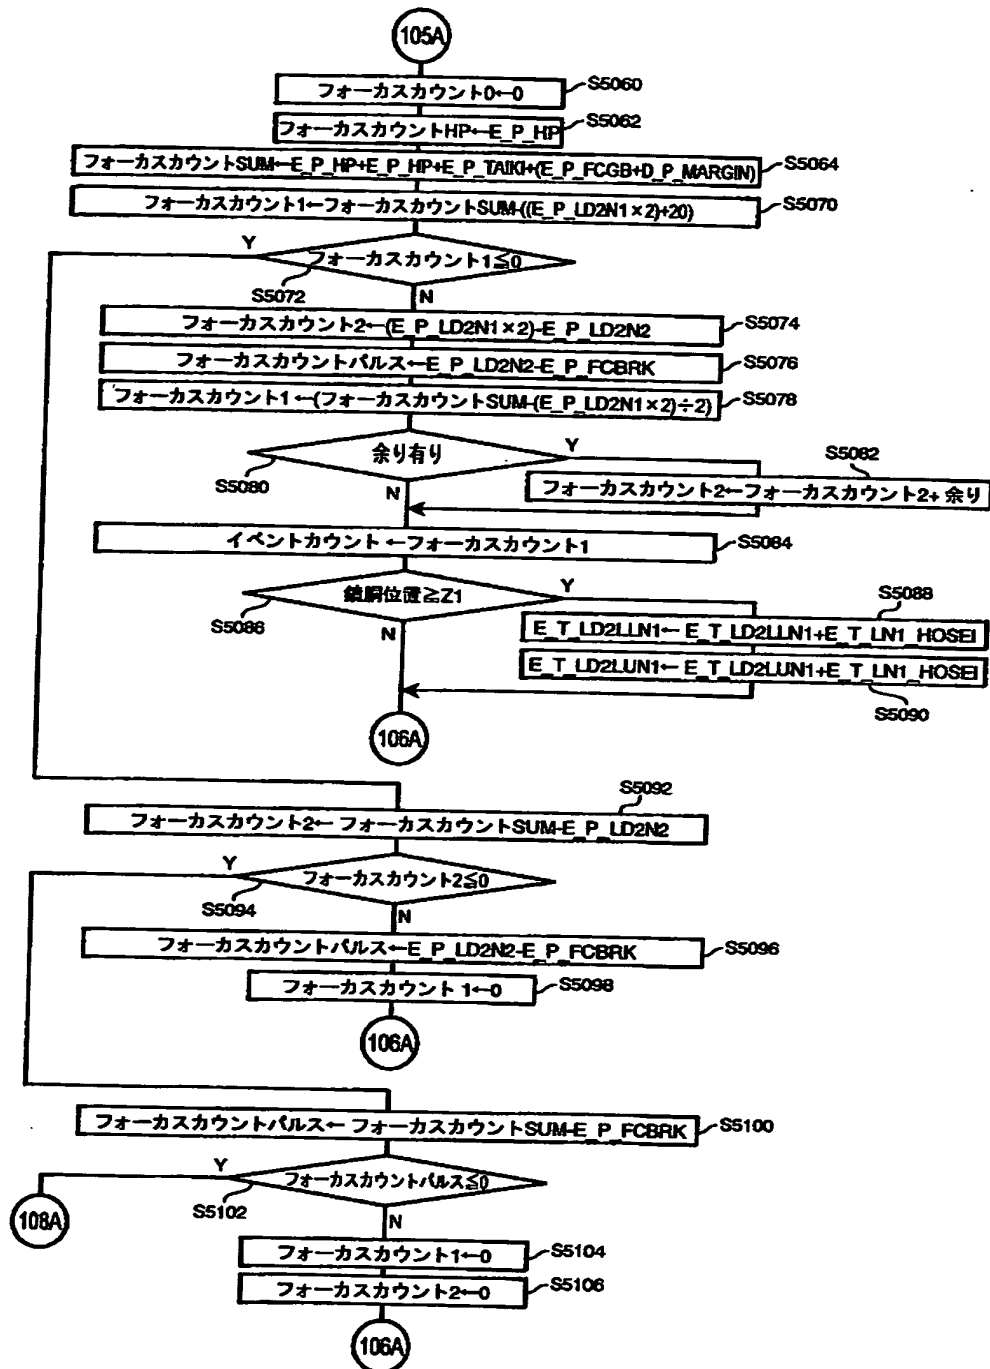 105A
フォーカスカウント0←0
S5060
フォーカスカウントHP←E_P_HP
S5062
フォーカスカウントSUM←E_P_HP+E_P_HP+E_P_TAIKI+(E_P_FCGB+D_P_MARGIN)
S5064
フォーカスカウント1←フォーカスカウントSUM-((E_P_LD2N1×2)+20)
S5070
Y
フォーカスカウント1≦0
S5072
N
フォーカスカウント2←(E_P_LD2N1×2)-E_P_LD2N2
S5074
フォーカスカウントパルス←E_P_LD2N2-E_P_FCBRK
S5076
フォーカスカウント1←(フォーカスカウントSUM-(E_P_LD2N1×2)÷2)
S5078
余り有り
Y
S5080
N
S5082
フォーカスカウント2←フォーカスカウント2+余り
イベントカウント←フォーカスカウント1
S5084
鏡胴位置≧Z1
Y
S5086
N
S5088
E_T_LD2LLN1←E_T_LD2LLN1+E_T_LN1_HOSEI
E_T_LD2LUN1←E_T_LD2LUN1+E_T_LN1_HOSEI
S5090
106A
S5092
フォーカスカウント2←フォーカスカウントSUM-E_P_LD2N2
Y
フォーカスカウント2≦0
S5094
N
フォーカスカウントパルス←E_P_LD2N2-E_P_FCBRK
S5096
フォーカスカウント1←0
S5098
106A
フォーカスカウントパルス←フォーカスカウントSUM-E_P_FCBRK
S5100
Y
フォーカスカウントパルス≦0
S5102
108A
N
フォーカスカウント1←0
S5104
フォーカスカウント2←0
S5106
106A